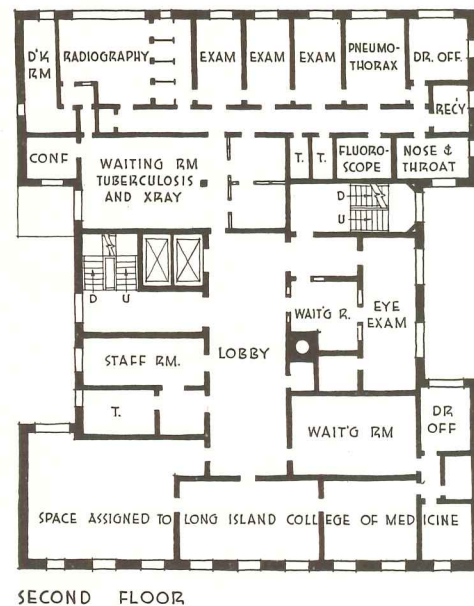 D'K
RM
RADIOGRAPHY
EXAM
EXAM
EXAM
PNEUMO-
THORAX
DR. OFF.
REC'Y
CONF
WAITING RM
TUBERCULOSIS
AND XRAY
T.
T.
FLUORO-
SCOPE
NOSE &
THROAT
D
U
D
U
WAIT'G R.
EYE
EXAM
LOBBY
STAFF RM.
T.
WAIT'G RM
DR
OFF
SPACE ASSIGNED TO LONG ISLAND COLLEGE OF MEDICINE
SECOND FLOOR